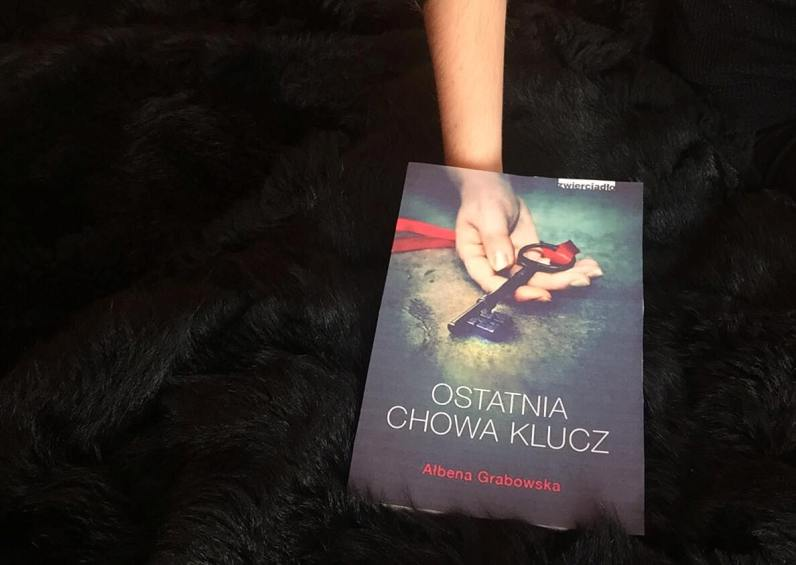 zwierciadło
OSTATNIA
CHOWA KLUCZ
Ałbena Grabowska